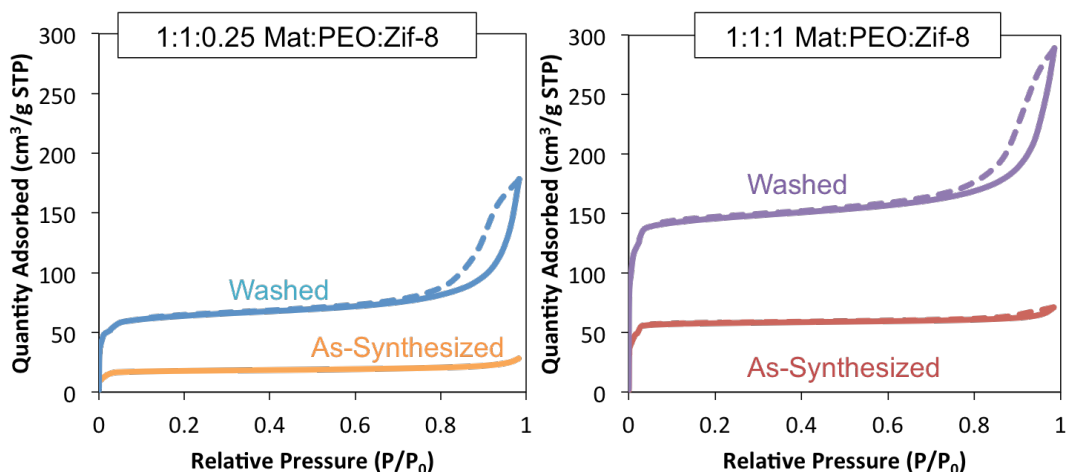 1:1:0.25 Mat:PEO:Zif-8
Quantity Adsorbed (cm³/g STP)
300
250
200
150
100
50
0
Washed
As-Synthesized
0
0.2
0.4
0.6
0.8
1
Relative Pressure (P/P₀)
1:1:1 Mat:PEO:Zif-8
Quantity Adsorbed (cm³/g STP)
300
250
200
150
100
50
0
Washed
As-Synthesized
0
0.2
0.4
0.6
0.8
1
Relative Pressure (P/P₀)